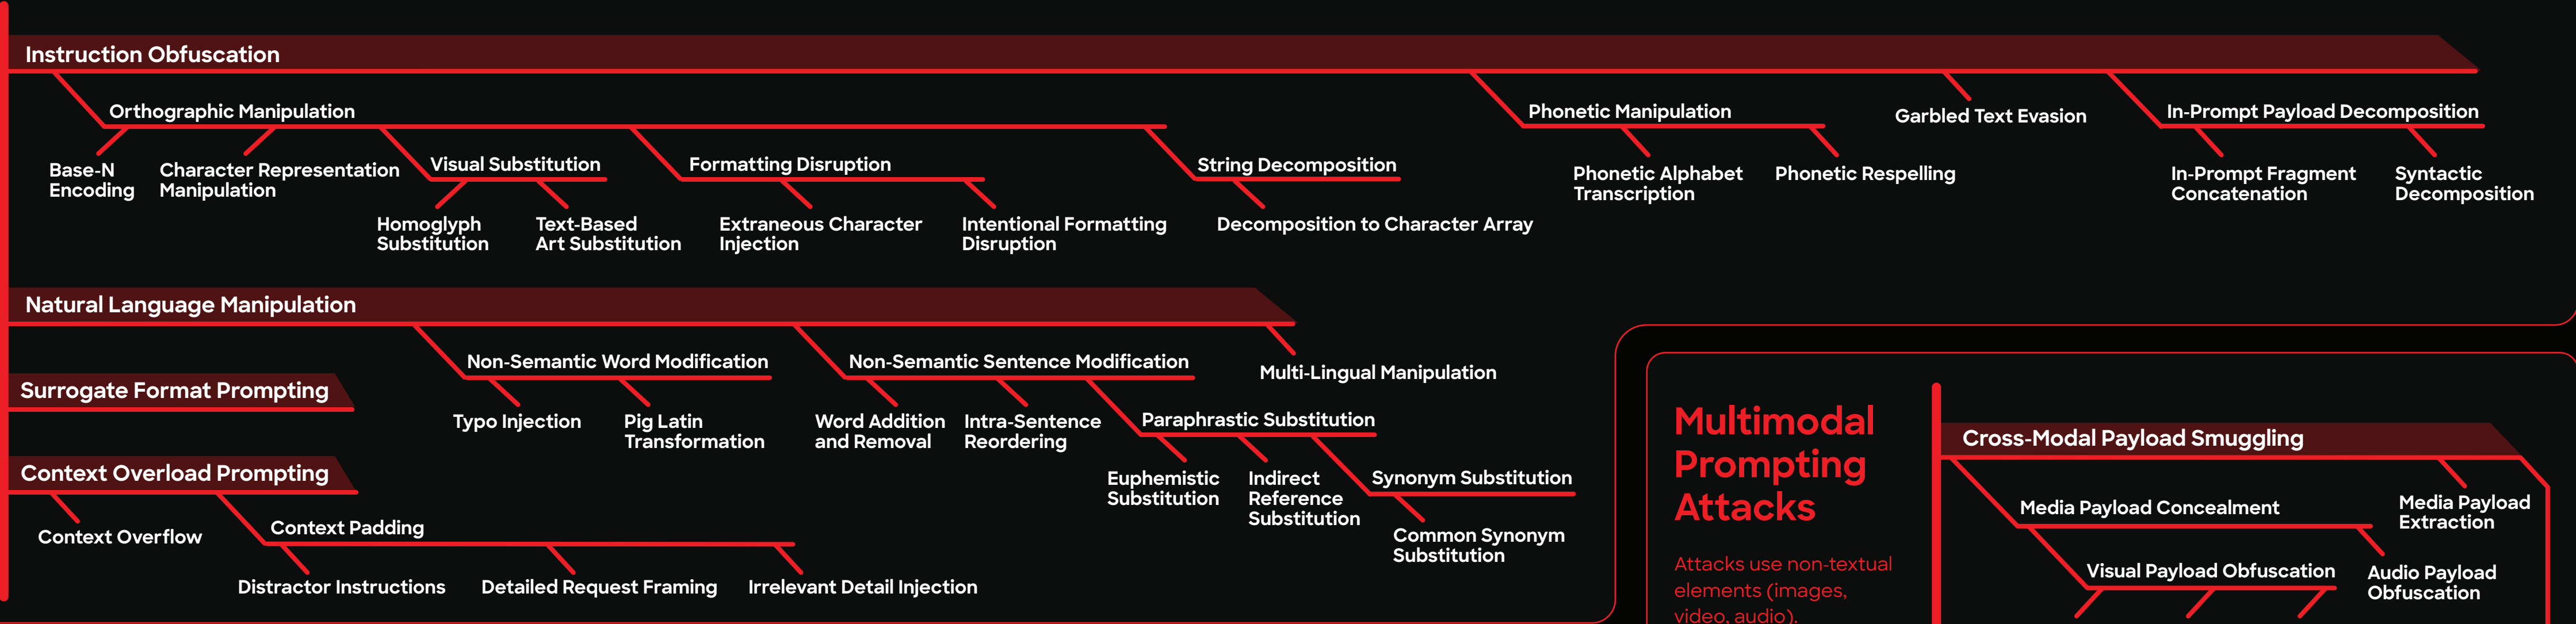 Instruction Obfuscation
Orthographic Manipulation
Base-N
Encoding
Character Representation
Manipulation
Visual Substitution
Homoglyph
Substitution
Text-Based
Art Substitution
Formatting Disruption
Extraneous Character
Injection
Intentional Formatting
Disruption
String Decomposition
Decomposition to Character Array
Phonetic Manipulation
Phonetic Alphabet
Transcription
Phonetic Respelling
Garbled Text Evasion
In-Prompt Payload Decomposition
In-Prompt Fragment
Concatenation
Syntactic
Decomposition
Natural Language Manipulation
Non-Semantic Word Modification
Typo Injection
Pig Latin
Transformation
Non-Semantic Sentence Modification
Word Addition
and Removal
Intra-Sentence
Reordering
Paraphrastic Substitution
Euphemistic
Substitution
Indirect
Reference
Substitution
Synonym Substitution
Common Synonym
Substitution
Multi-Lingual Manipulation
Surrogate Format Prompting
Context Overload Prompting
Context Overflow
Context Padding
Distractor Instructions
Detailed Request Framing
Irrelevant Detail Injection
Multimodal
Prompting
Attacks
Attacks use non-textual
elements (images,
video, audio).
Cross-Modal Payload Smuggling
Media Payload Concealment
Visual Payload Obfuscation
Audio Payload
Obfuscation
Media Payload
Extraction